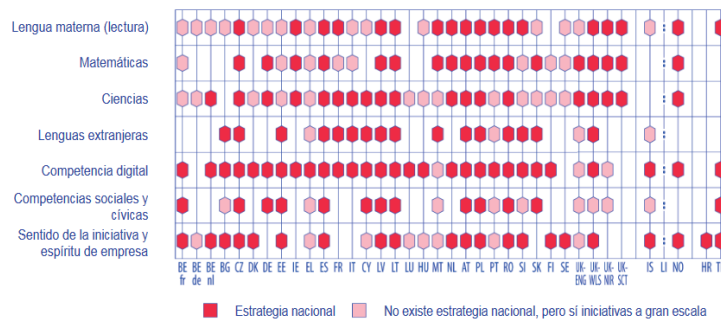 Lengua materna (lectura)
Matemáticas
Ciencias
Lenguas extranjeras
Competencia digital
Competencias sociales y
cívicas
Sentido de la iniciativa y
espíritu de empresa
BE BE BE BG CZ DK DE EE IE EL ES FR IT CY LV LT LU HU MT NL AT PL PT RO SI SK FI SE UK- UK- UK- UK- IS LI NO HR
fr de nl ENG WLS NIR SCT
Estrategia nacional
No existe estrategia nacional, pero sí iniciativas a gran escala